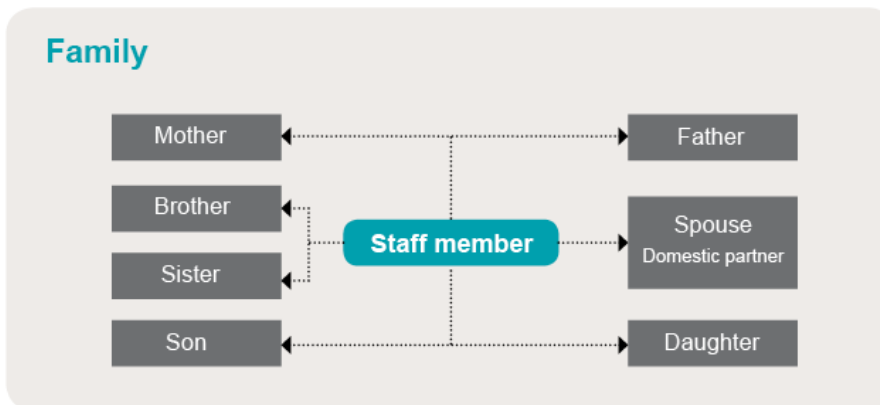 Family
Mother
Father
Brother
Spouse
Domestic partner
Staff member
Sister
Son
Daughter